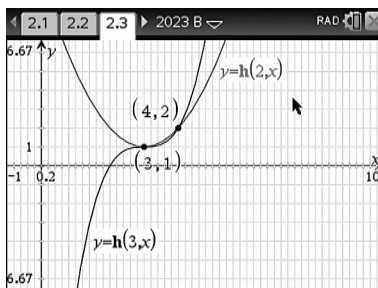 2.1 2.2 2.3 2023 B RAD
6.67 y
y=h(2,x)
(4,2)
1
(3,1)
-1 0.2 10
x
y=h(3,x)
6.67